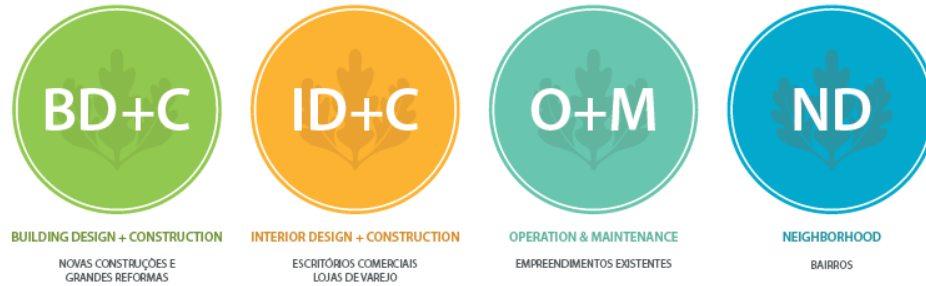 BD+C
ID+C
O+M
ND
BUILDING DESIGN + CONSTRUCTION
INTERIOR DESIGN + CONSTRUCTION
OPERATION & MAINTENANCE
NEIGHBORHOOD
NOVAS CONSTRUÇÕES E
GRANDES REFORMAS
ESCRITÓRIOS COMERCIAIS
LOJAS DE VAREJO
EMPREENDIMENTOS EXISTENTES
BAIRROS